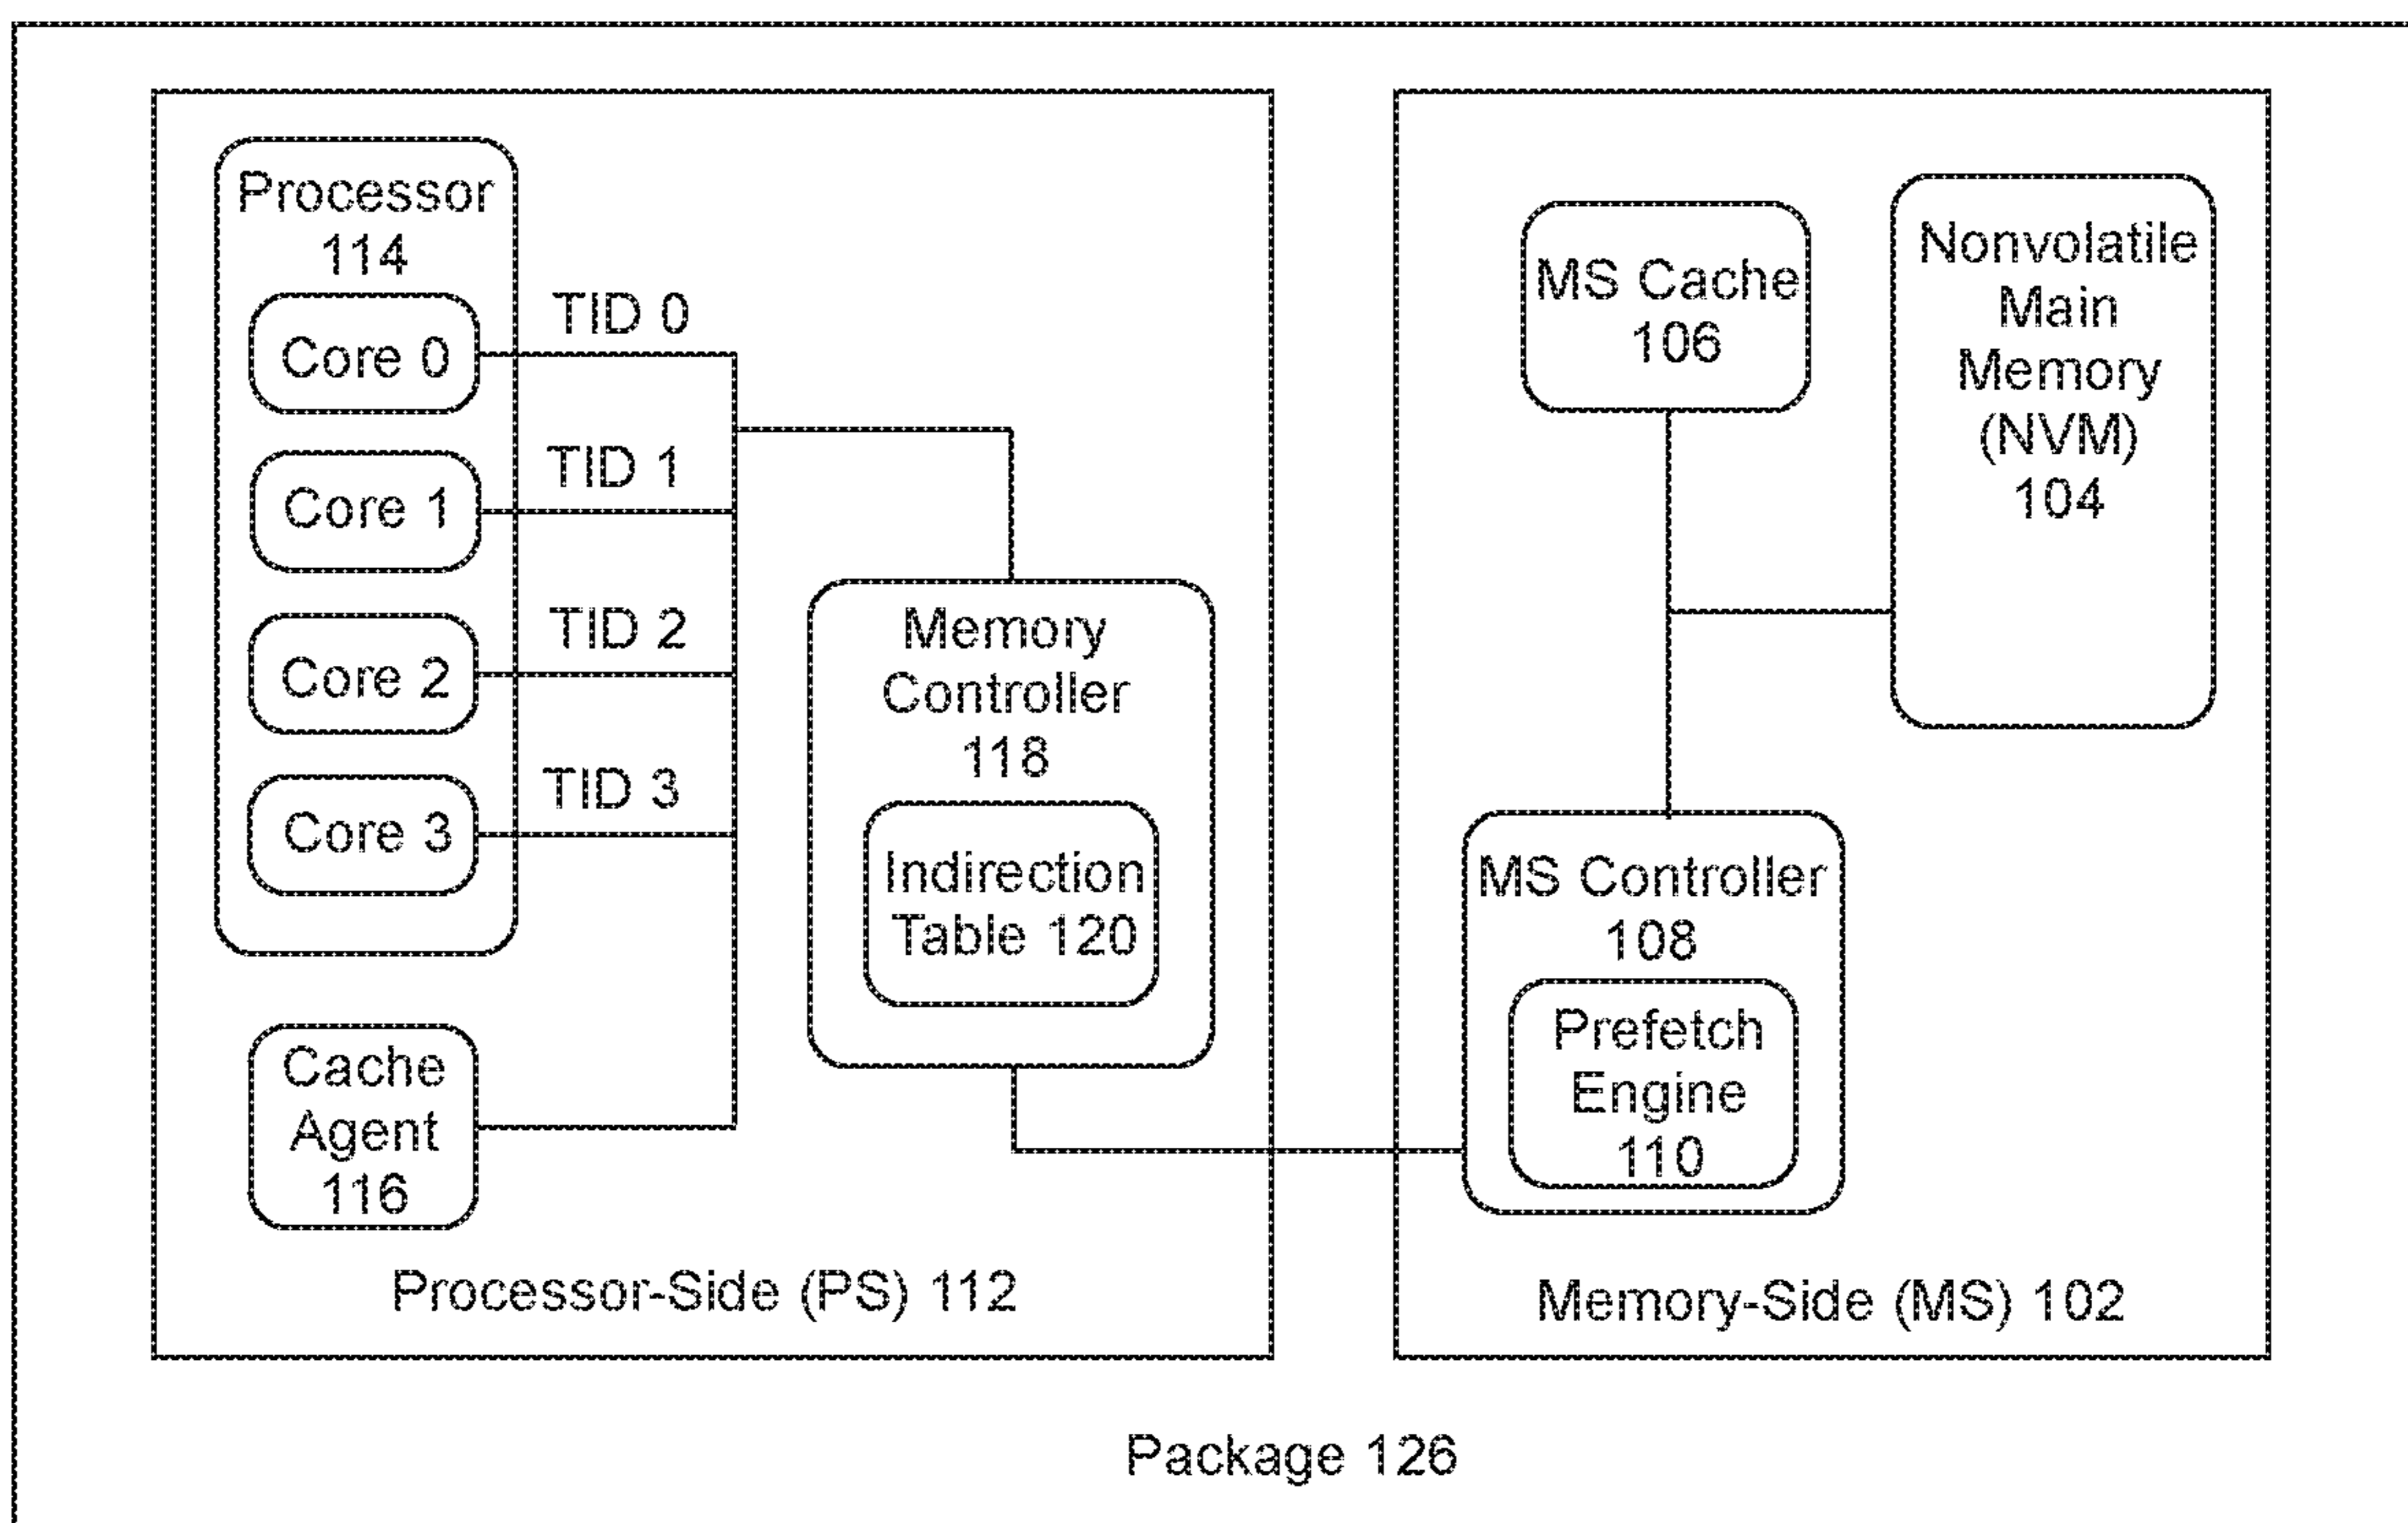 Processor
114
Core 0
Core 1
Core 2
Core 3
TID 0
TID 1
TID 2
TID 3
Cache
Agent
116
Memory
Controller
118
Indirection
Table 120
Processor-Side (PS) 112
MS Cache
106
Nonvolatile
Main
Memory
(NVM)
104
MS Controller
108
Prefetch
Engine
110
Memory-Side (MS) 102
Package 126